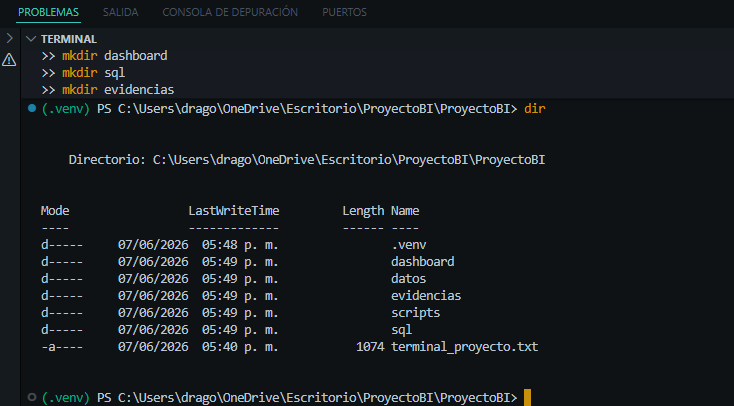 PROBLEMAS SALIDA CONSOLA DE DEPURACIÓN PUERTOS
TERMINAL
>> mkdir dashboard
>> mkdir sql
>> mkdir evidencias
(.venv) PS C:\Users\drago\OneDrive\Escritorio\ProyectoBI\ProyectoBI> dir
Directorio: C:\Users\drago\OneDrive\Escritorio\ProyectoBI\ProyectoBI
Mode LastWriteTime Length Name
---- ------------- ------ ----
d----- 07/06/2026 05:48 p. m. .venv
d----- 07/06/2026 05:49 p. m. dashboard
d----- 07/06/2026 05:49 p. m. datos
d----- 07/06/2026 05:49 p. m. evidencias
d----- 07/06/2026 05:49 p. m. scripts
d----- 07/06/2026 05:49 p. m. sql
-a---- 07/06/2026 05:40 p. m. 1074 terminal_proyecto.txt
(.venv) PS C:\Users\drago\OneDrive\Escritorio\ProyectoBI\ProyectoBI>